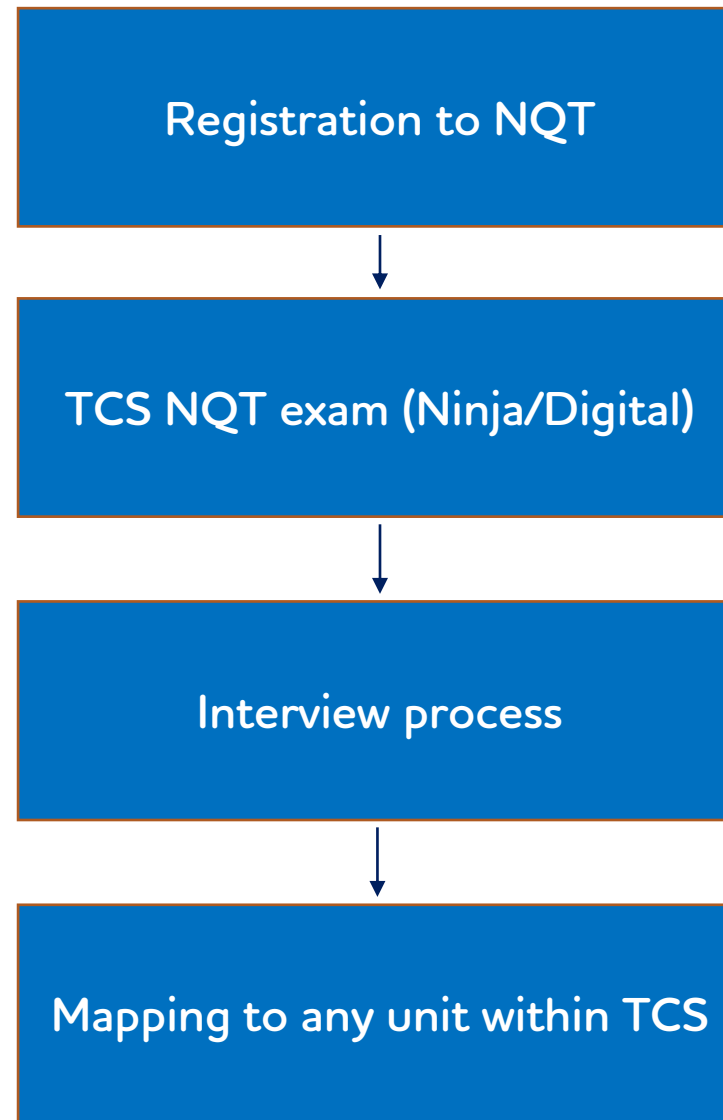 Registration to NQT
TCS NQT exam (Ninja/Digital)
Interview process
Mapping to any unit within TCS